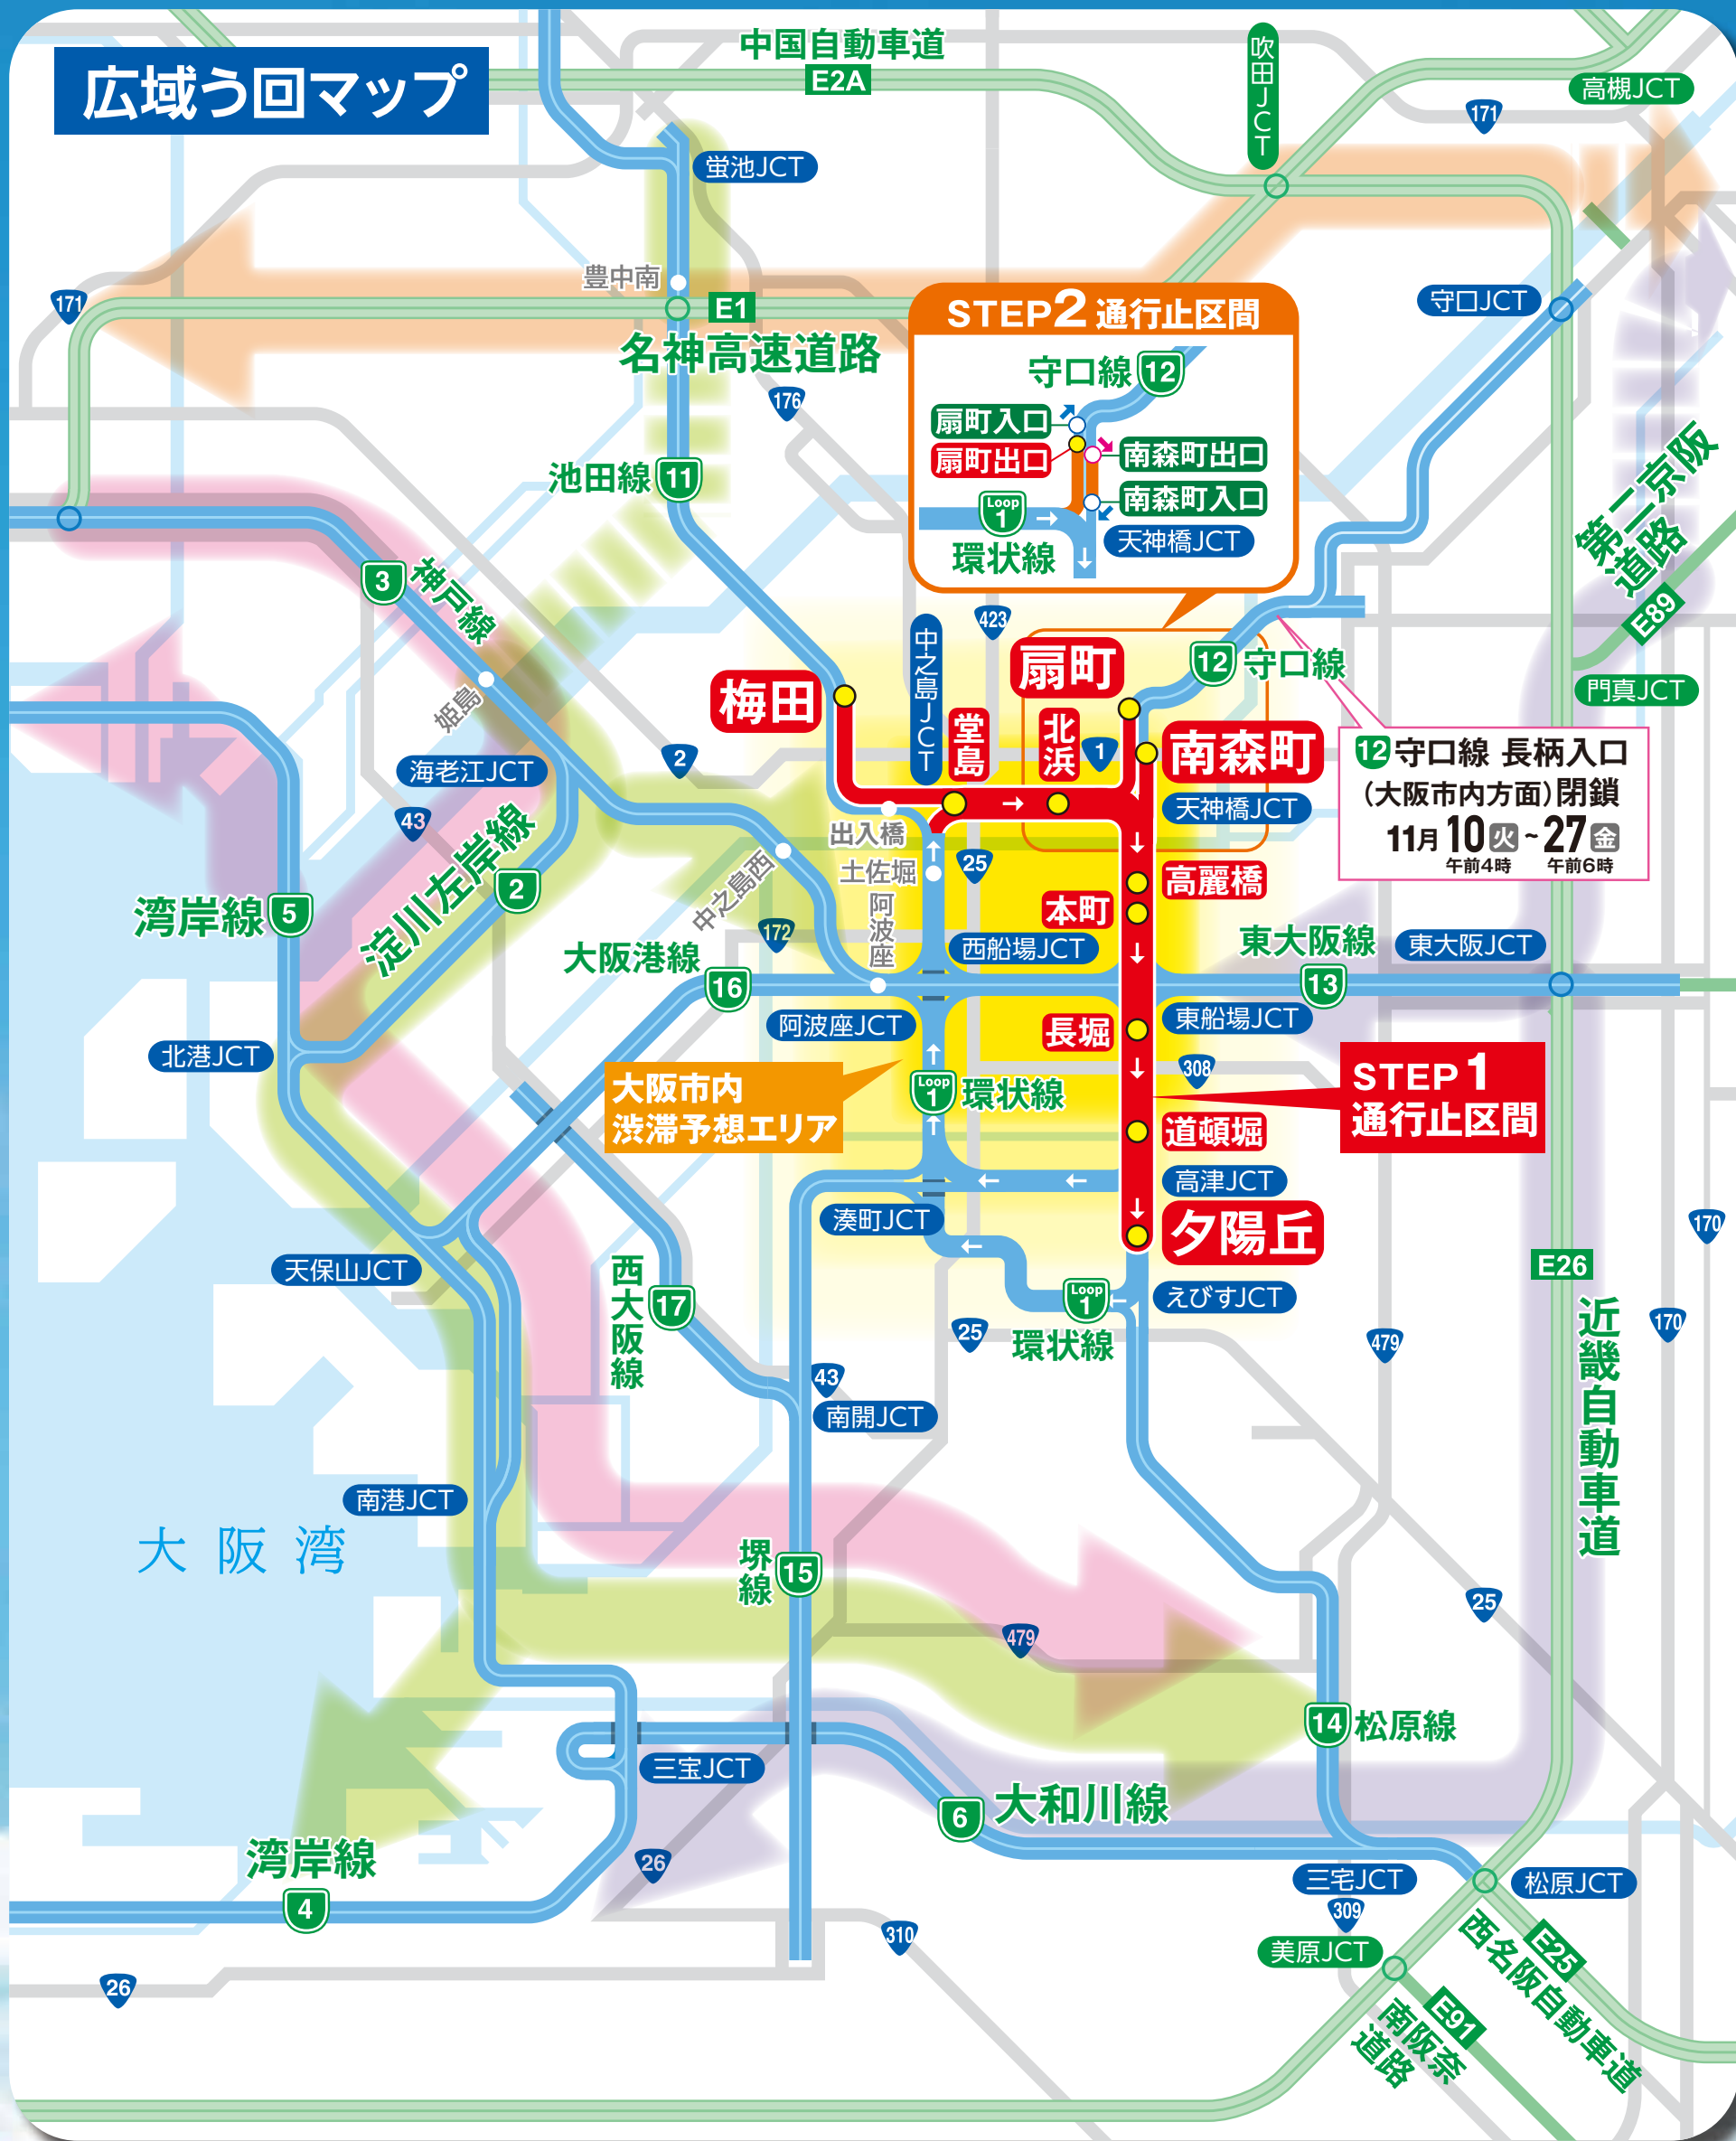 広域う回マップ
中国自動車道
E2A
吹田JCT
高槻JCT
171
蛍池JCT
豊中南
171
E1
名神高速道路
守口JCT
176
STEP2 通行止区間
守口線
12
扇町入口
扇町出口
南森町出口
南森町入口
Loop
1
環状線
天神橋JCT
池田線
11
第二京阪
道路
E89
門真JCT
3
神戸線
姫島
423
中之島JCT
扇町
12
守口線
梅田
堂島
北浜
1
南森町
天神橋JCT
12 守口線 長柄入口
(大阪市内方面)閉鎖
11月10火~27金
午前4時 午前6時
海老江JCT
2
43
出入橋
土佐堀
25
高麗橋
中之島西
阿波座
本町
湾岸線
5
淀川左岸線
2
172
西船場JCT
東大阪線
13
東大阪JCT
大阪港線
16
阿波座JCT
長堀
東船場JCT
北港JCT
大阪市内
渋滞予想エリア
Loop
1
環状線
308
STEP1
通行止区間
道頓堀
高津JCT
湊町JCT
夕陽丘
170
天保山JCT
西大阪線
17
Loop
1
環状線
えびすJCT
E26
近畿自動車道
25
479
170
43
南開JCT
南港JCT
大阪湾
堺線
15
479
25
14
松原線
三宝JCT
6
大和川線
湾岸線
4
26
三宅JCT
松原JCT
309
310
美原JCT
E25
西名阪自動車道
E91
南阪奈
道路
26